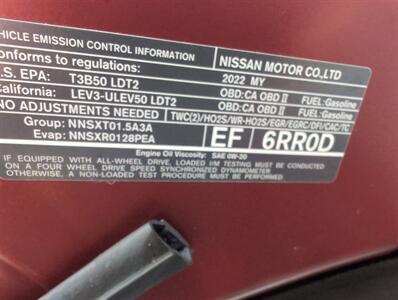 VEHICLE EMISSION CONTROL INFORMATION NISSAN MOTOR CO.,LTD
onforms to regulations: 2022 MY
.S. EPA: T3B50 LDT2 OBD: CA OBD II FUEL:Gasoline
alifornia: LEV3-ULEV50 LDT2 OBD: CA OBD II FUEL:Gasoline
NO ADJUSTMENTS NEEDED TWC(2)/HO2S/WR-HO2S/EGR/EGRC/DFI/CAC/TC
Group: NNSXT01.5A3A EF 6RR0D
Evap: NNSXR0128PEA
Engine Oil Viscosity: SAE 0W-20
IF EQUIPPED WITH ALL-WHEEL DRIVE, LOADED I/M TESTING MUST BE CONDUCTED
ON A FOUR WHEEL DRIVE SPEED SYNCHRONIZED DYNAMOMETER
OTHERWISE, A NON-LOADED TEST PROCEDURE MUST BE USED